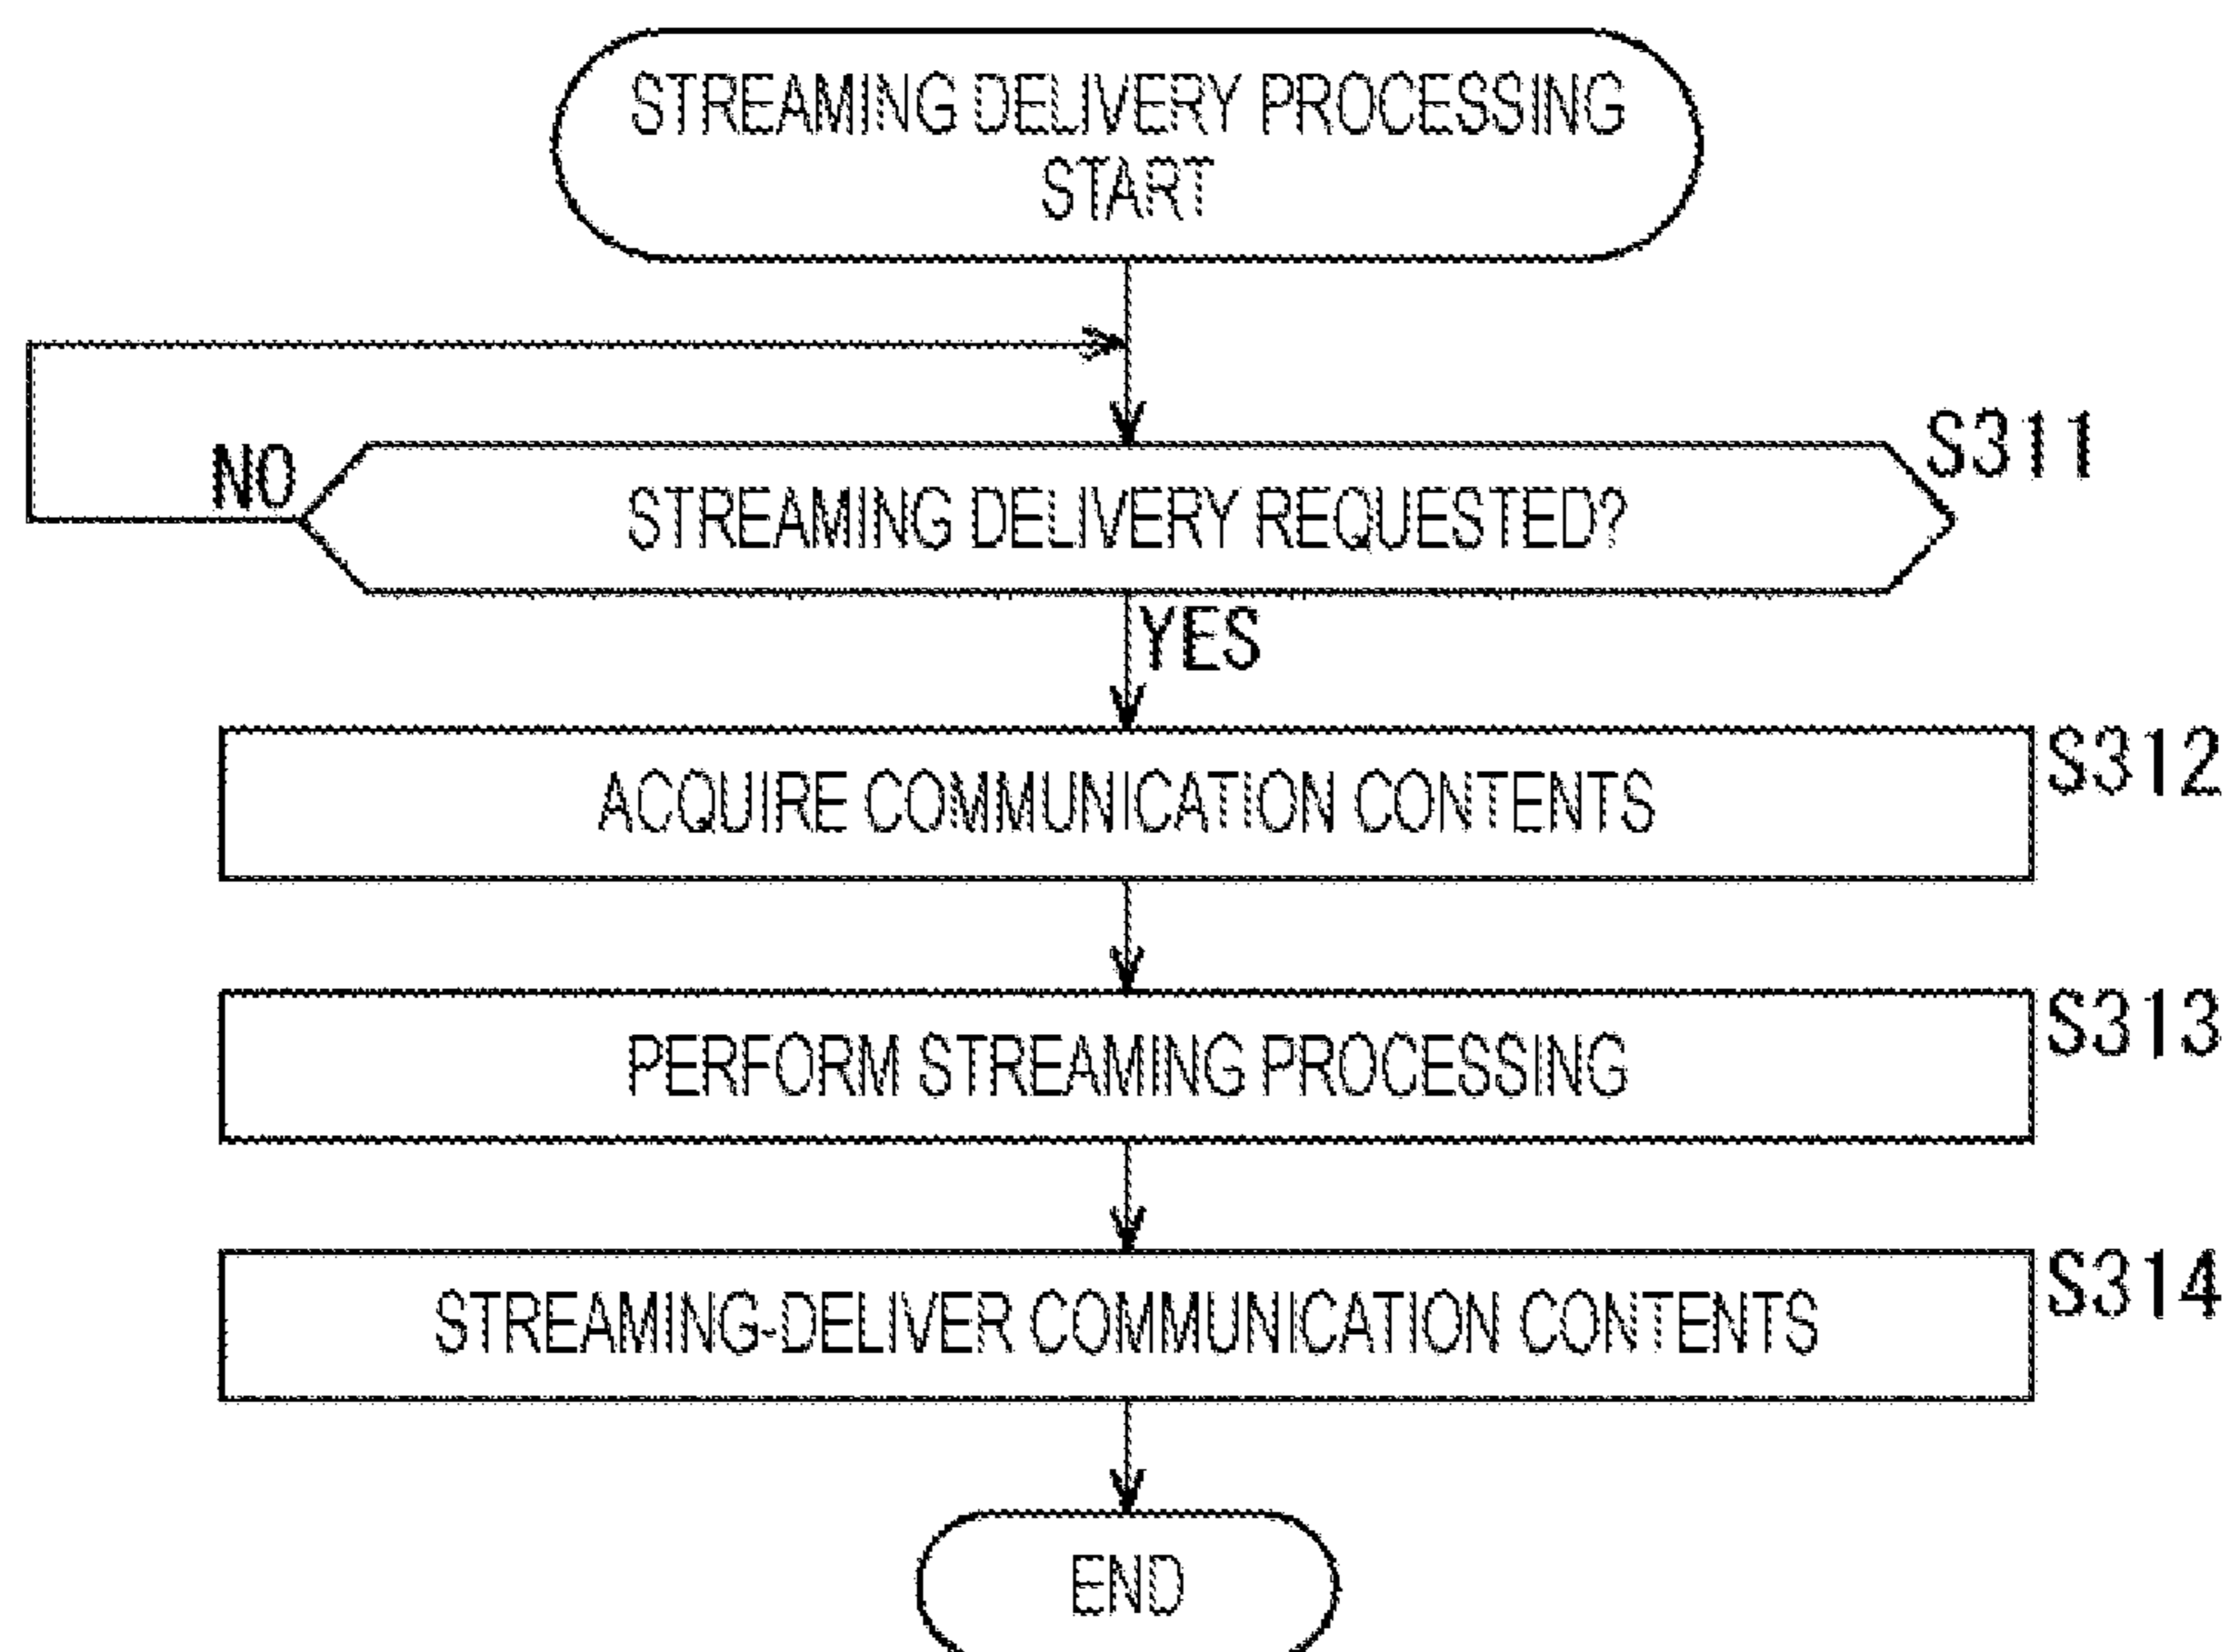 STREAMING DELIVERY PROCESSING
START
S311
NO
STREAMING DELIVERY REQUESTED?
YES
S312
ACQUIRE COMMUNICATION CONTENTS
S313
PERFORM STREAMING PROCESSING
S314
STREAMING-DELIVER COMMUNICATION CONTENTS
END